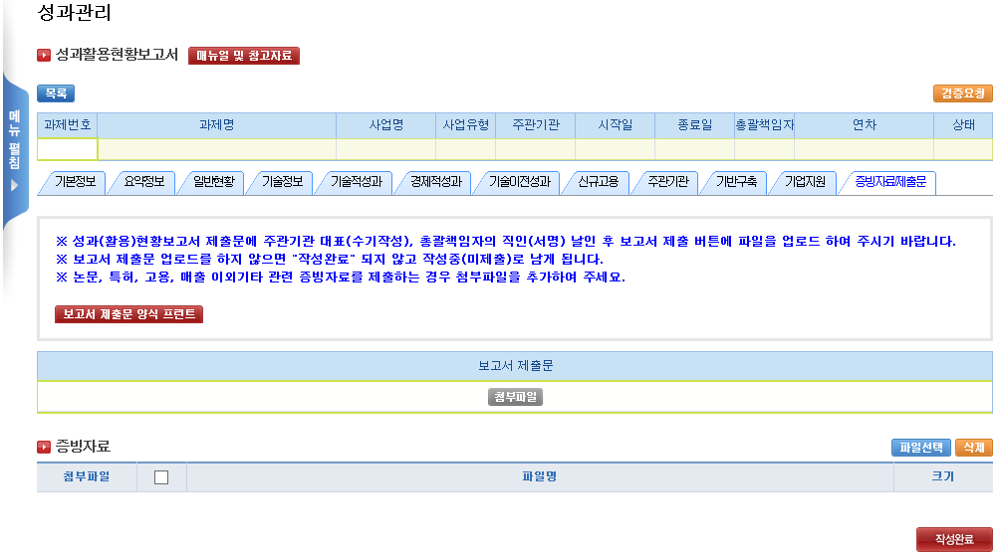 성과관리
성과활용현황보고서 매뉴얼 및 참고자료
메뉴 펼침
목록 검증요청
과제번호 과제명 사업명 사업유형 주관기관 시작일 종료일 총괄책임자 연차 상태
기본정보 요약정보 일반현황 기술정보 기술적성과 경제적성과 기술이전성과 신규고용 주관기관 기반구축 기업지원 증빙자료/제출문
※ 성과(활용)현황보고서 제출문에 주관기관 대표(수기작성), 총괄책임자의 직인(서명) 날인 후 보고서 제출 버튼에 파일을 업로드 하여 주시기 바랍니다.
※ 보고서 제출문 업로드를 하지 않으면 "작성완료" 되지 않고 작성중(미제출)로 남게 됩니다.
※ 논문, 특허, 고용, 매출 이외기타 관련 증빙자료를 제출하는 경우 첨부파일을 추가하여 주세요.
보고서 제출문 양식 프린트
보고서 제출문
첨부파일
증빙자료 파일선택 삭제
첨부파일 파일명 크기
작성완료